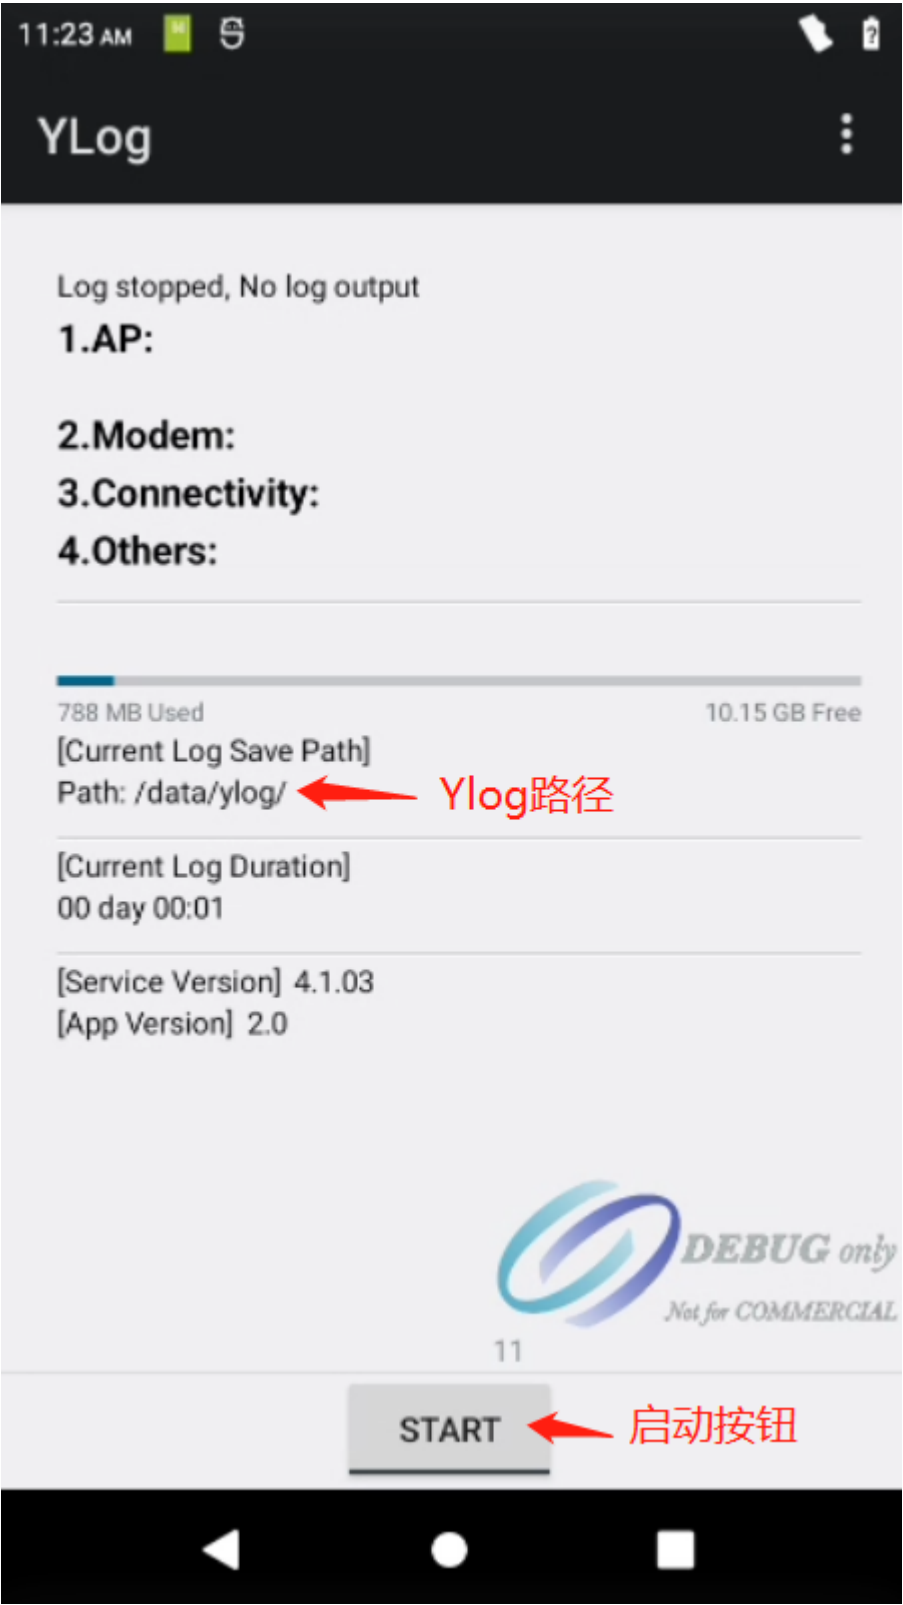 11:23 AM
YLog
Log stopped, No log output
1.AP:
2.Modem:
3.Connectivity:
4.Others:
788 MB Used 10.15 GB Free
[Current Log Save Path]
Path: /data/ylog/ Ylog路径
[Current Log Duration]
00 day 00:01
[Service Version] 4.1.03
[App Version] 2.0
DEBUG only
Not for COMMERCIAL
11
START 启动按钮